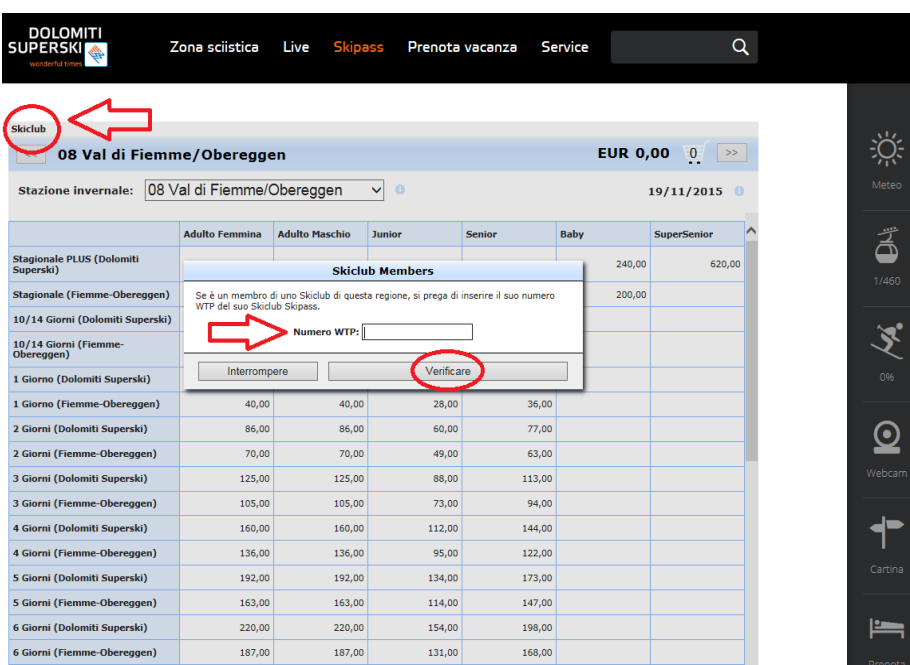 DOLOMITI
SUPERSKI
wonderful times
Zona sciistica Live Skipass Prenota vacanza Service
Skiclub
<< 08 Val di Fiemme/Obereggen EUR 0,00 0 >>
Stazione invernale: 08 Val di Fiemme/Obereggen 19/11/2015
Adulto Femmina Adulto Maschio Junior Senior Baby SuperSenior
Stagionale PLUS (Dolomiti
Superski) 240,00 620,00
Stagionale (Fiemme-Obereggen) 200,00
10/14 Giorni (Dolomiti Superski)
10/14 Giorni (Fiemme-
Obereggen)
1 Giorno (Dolomiti Superski)
Skiclub Members
Se è un membro di uno Skiclub di questa regione, si prega di inserire il suo numero
WTP del suo Skiclub Skipass.
Numero WTP:
Interrompere Verificare
1 Giorno (Fiemme-Obereggen) 40,00 40,00 28,00 36,00
2 Giorni (Dolomiti Superski) 86,00 86,00 60,00 77,00
2 Giorni (Fiemme-Obereggen) 70,00 70,00 49,00 63,00
3 Giorni (Dolomiti Superski) 125,00 125,00 88,00 113,00
3 Giorni (Fiemme-Obereggen) 105,00 105,00 73,00 94,00
4 Giorni (Dolomiti Superski) 160,00 160,00 112,00 144,00
4 Giorni (Fiemme-Obereggen) 136,00 136,00 95,00 122,00
5 Giorni (Dolomiti Superski) 192,00 192,00 134,00 173,00
5 Giorni (Fiemme-Obereggen) 163,00 163,00 114,00 147,00
6 Giorni (Dolomiti Superski) 220,00 220,00 154,00 198,00
6 Giorni (Fiemme-Obereggen) 187,00 187,00 131,00 168,00
Meteo
1/460
0%
Webcam
Cartina
Prenota